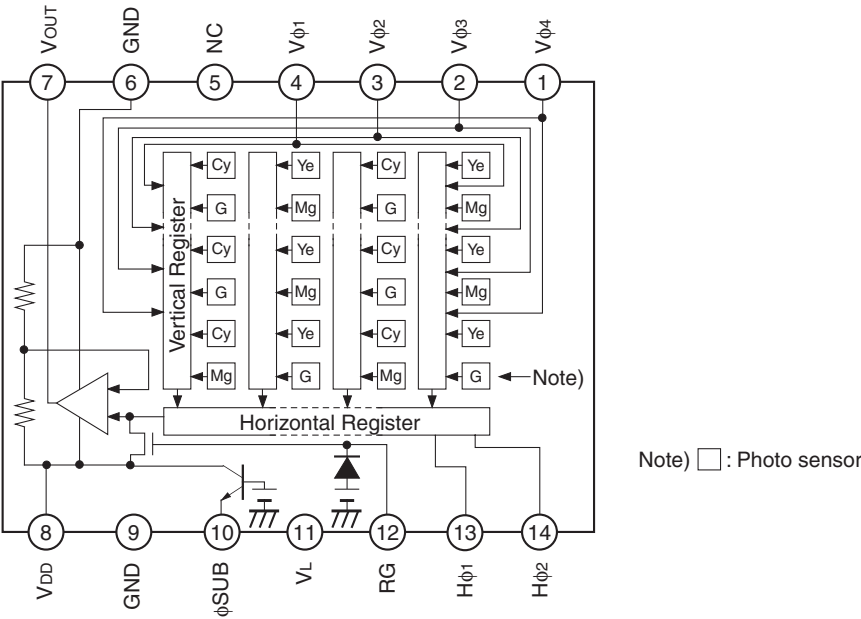 VOUT GND NC Vϕ1 Vϕ2 Vϕ3 Vϕ4
7 6 5 4 3 2 1
Cy Ye Cy Ye
G Mg G Mg
Cy Ye Cy Ye
G Mg G Mg
Cy Ye Cy Ye
Mg G Mg G
Vertical Register
Note)
Horizontal Register
Note) : Photo sensor
8 9 10 11 12 13 14
VDD GND ϕSUB VL RG Hϕ1 Hϕ2